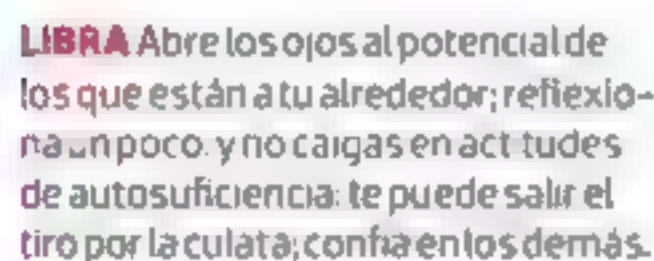 LIBRA Abre los ojos al potencial de
los que están a tu alrededor; reflexio-
na un poco. y no caigas en actitudes
de autosuficiencia: te puede salir el
tiro por la culata; confía en los demás.